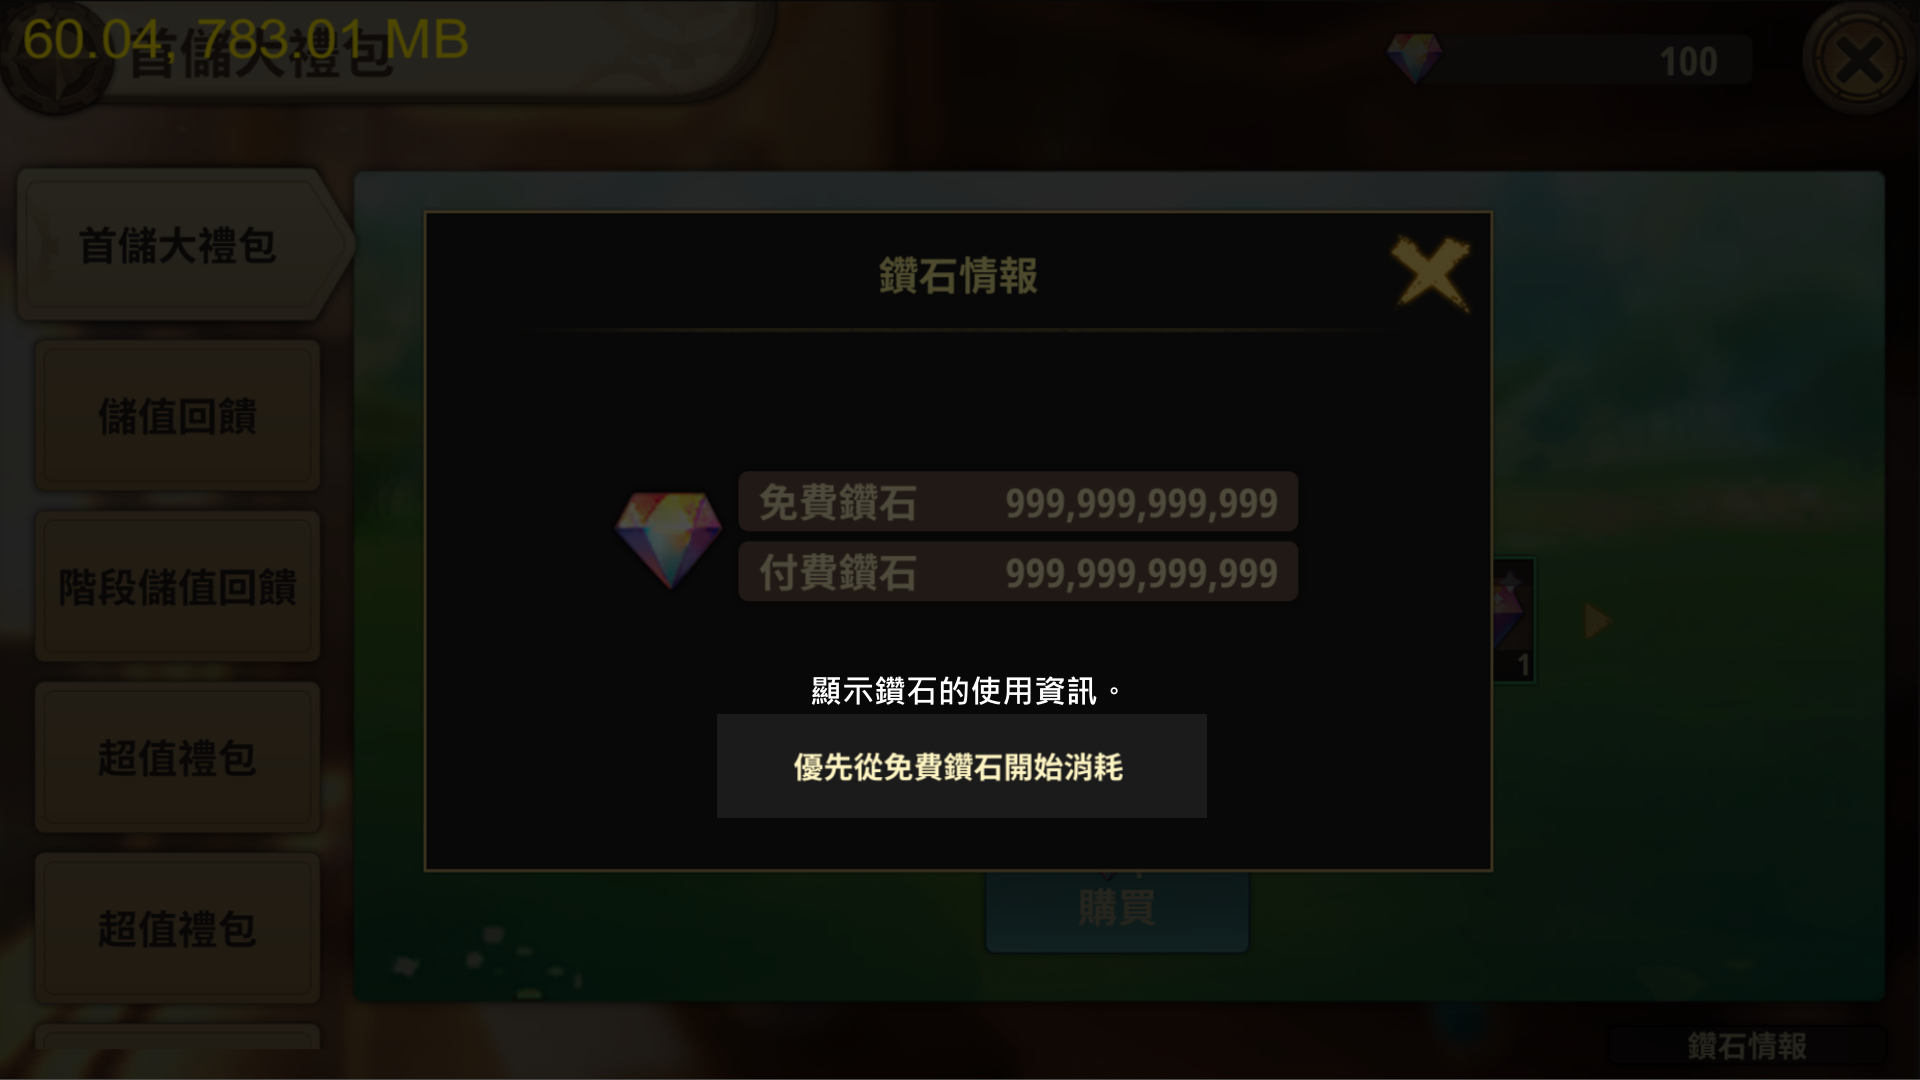 60.04, 783.01 MB
首儲大禮包
100
首儲大禮包
儲值回饋
階段儲值回饋
超值禮包
超值禮包
鑽石情報
免費鑽石 999,999,999,999
付費鑽石 999,999,999,999
顯示鑽石的使用資訊。
優先從免費鑽石開始消耗
1
購買
鑽石情報